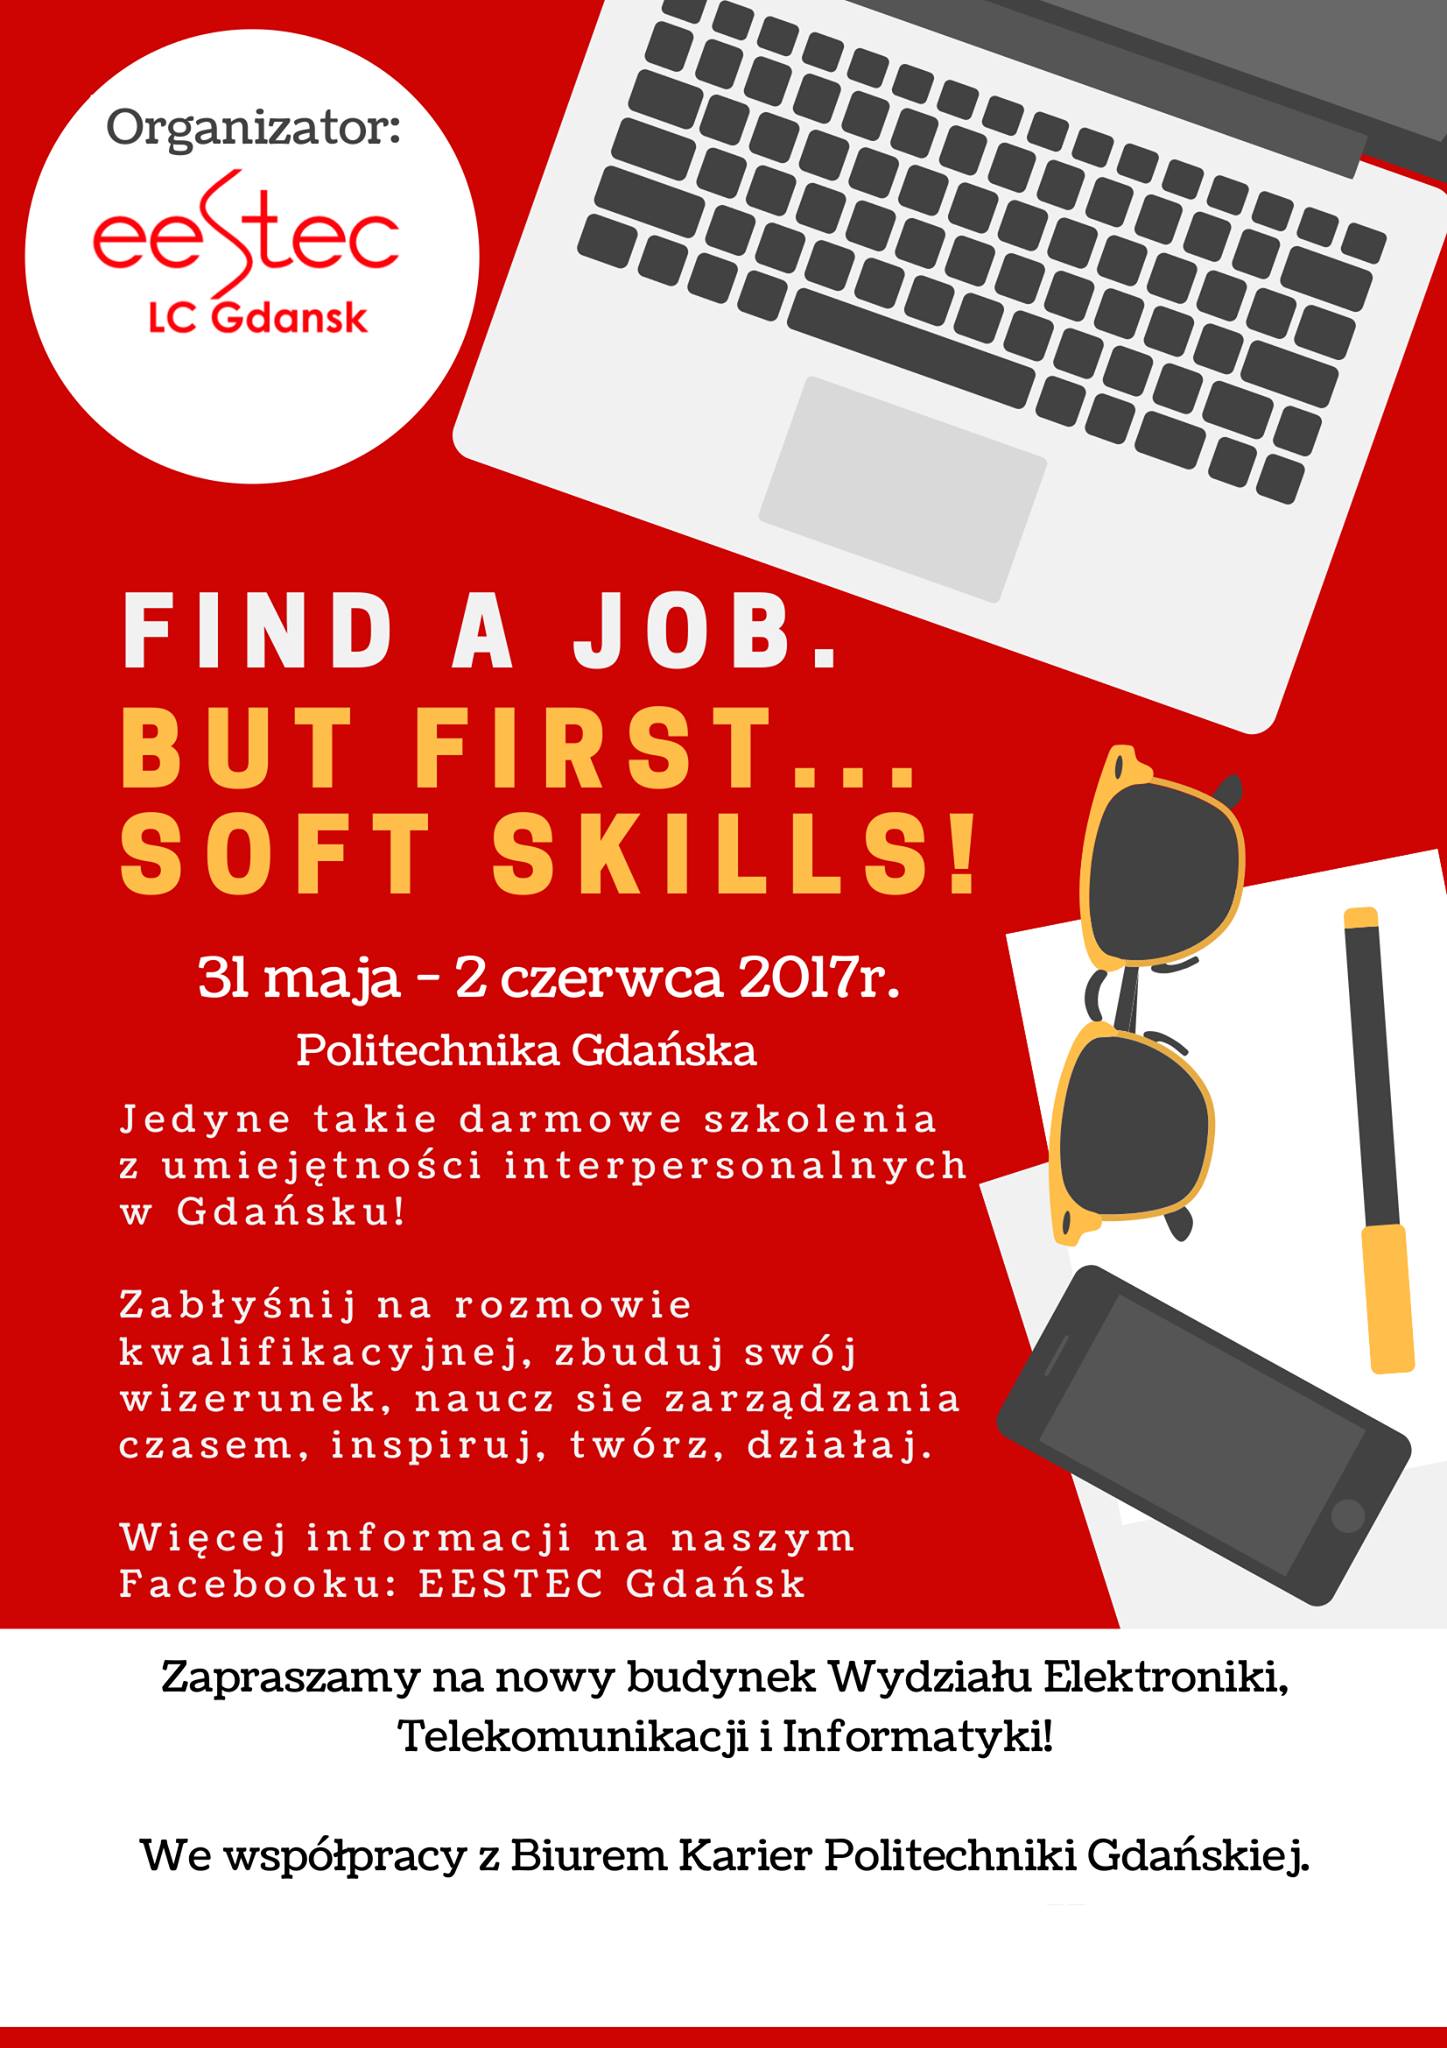 Organizator:
eestec
LC Gdansk
FIND A JOB.
BUT FIRST...
SOFT SKILLS!
31 maja - 2 czerwca 2017r.
Politechnika Gdańska
Jedyne takie darmowe szkolenia
z umiejętności interpersonalnych
w Gdańsku!
Zabłyśnij na rozmowie
kwalifikacyjnej, zbuduj swój
wizerunek, naucz sie zarządzania
czasem, inspiruj, twórz, działaj.
Więcej informacji na naszym
Facebooku: EESTEC Gdańsk
Zapraszamy na nowy budynek Wydziału Elektroniki,
Telekomunikacji i Informatyki!
We współpracy z Biurem Karier Politechniki Gdańskiej.